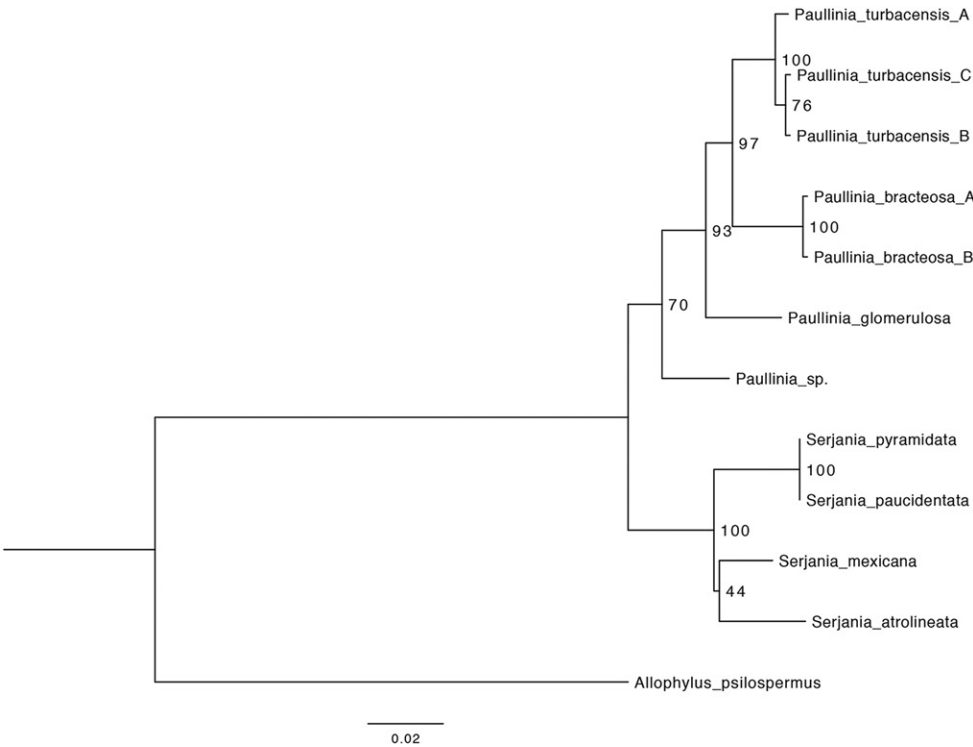 Paullinia_turbacensis_A
100
Paullinia_turbacensis_C
76
Paullinia_turbacensis_B
97
Paullinia_bracteosa_A
100
93
Paullinia_bracteosa_B
70
Paullinia_glomerulosa
Paullinia_sp.
Serjania_pyramidata
100
Serjania_paucidentata
100
Serjania_mexicana
44
Serjania_atrolineata
Allophylus_psilospermus
0.02